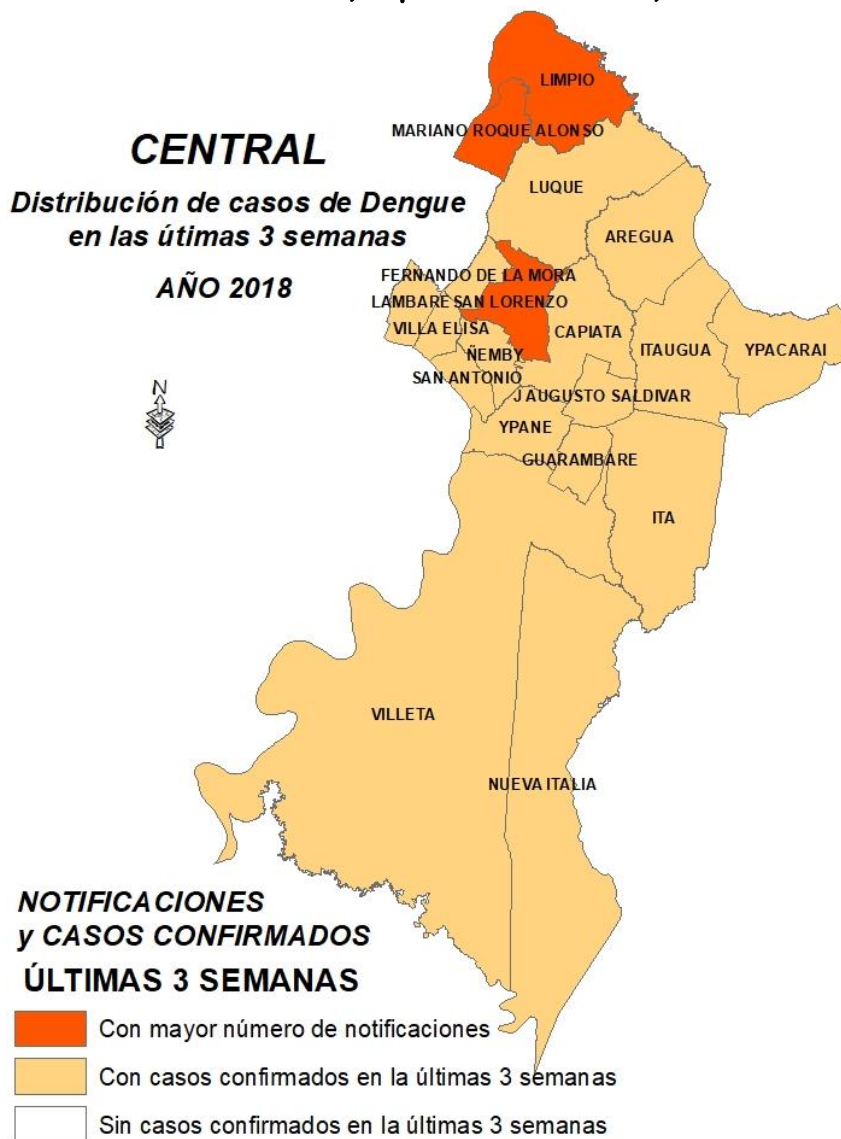 LIMPIO
MARIANO ROQUE ALONSO
CENTRAL
Distribución de casos de Dengue
en las útimas 3 semanas
AÑO 2018
LUQUE
AREGUA
FERNANDO DE LA MORA
LAMBARE SAN LORENZO
VILLA ELISA
CAPIATA
ITAUGUA
YPACARAI
ÑEMBY
SAN ANTONIO
J AUGUSTO SALDIVAR
YPANE
GUARAMBARE
ITA
N
VILLETA
NUEVA ITALIA
NOTIFICACIONES
y CASOS CONFIRMADOS
ÚLTIMAS 3 SEMANAS
Con mayor número de notificaciones
Con casos confirmados en la últimas 3 semanas
Sin casos confirmados en la últimas 3 semanas